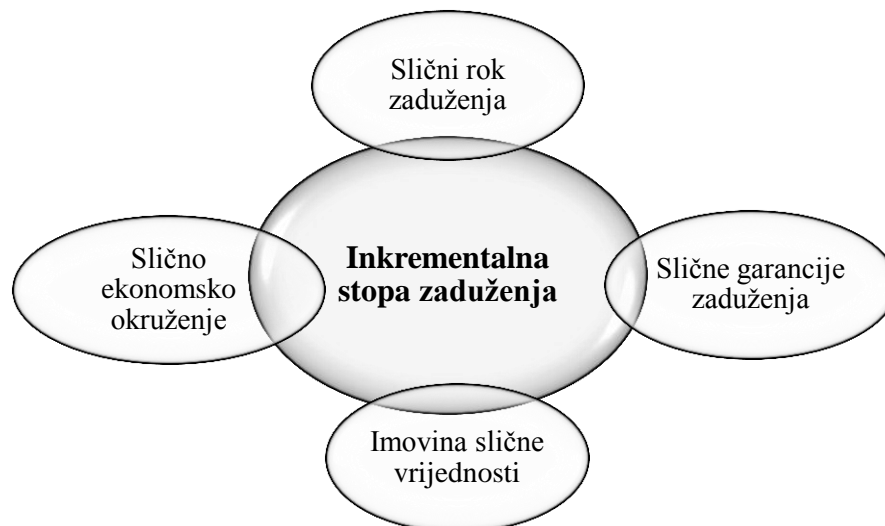 Slični rok
zaduženja
Slično
ekonomsko
okruženje
Inkrementalna
stopa zaduženja
Slične garancije
zaduženja
Imovina slične
vrijednosti